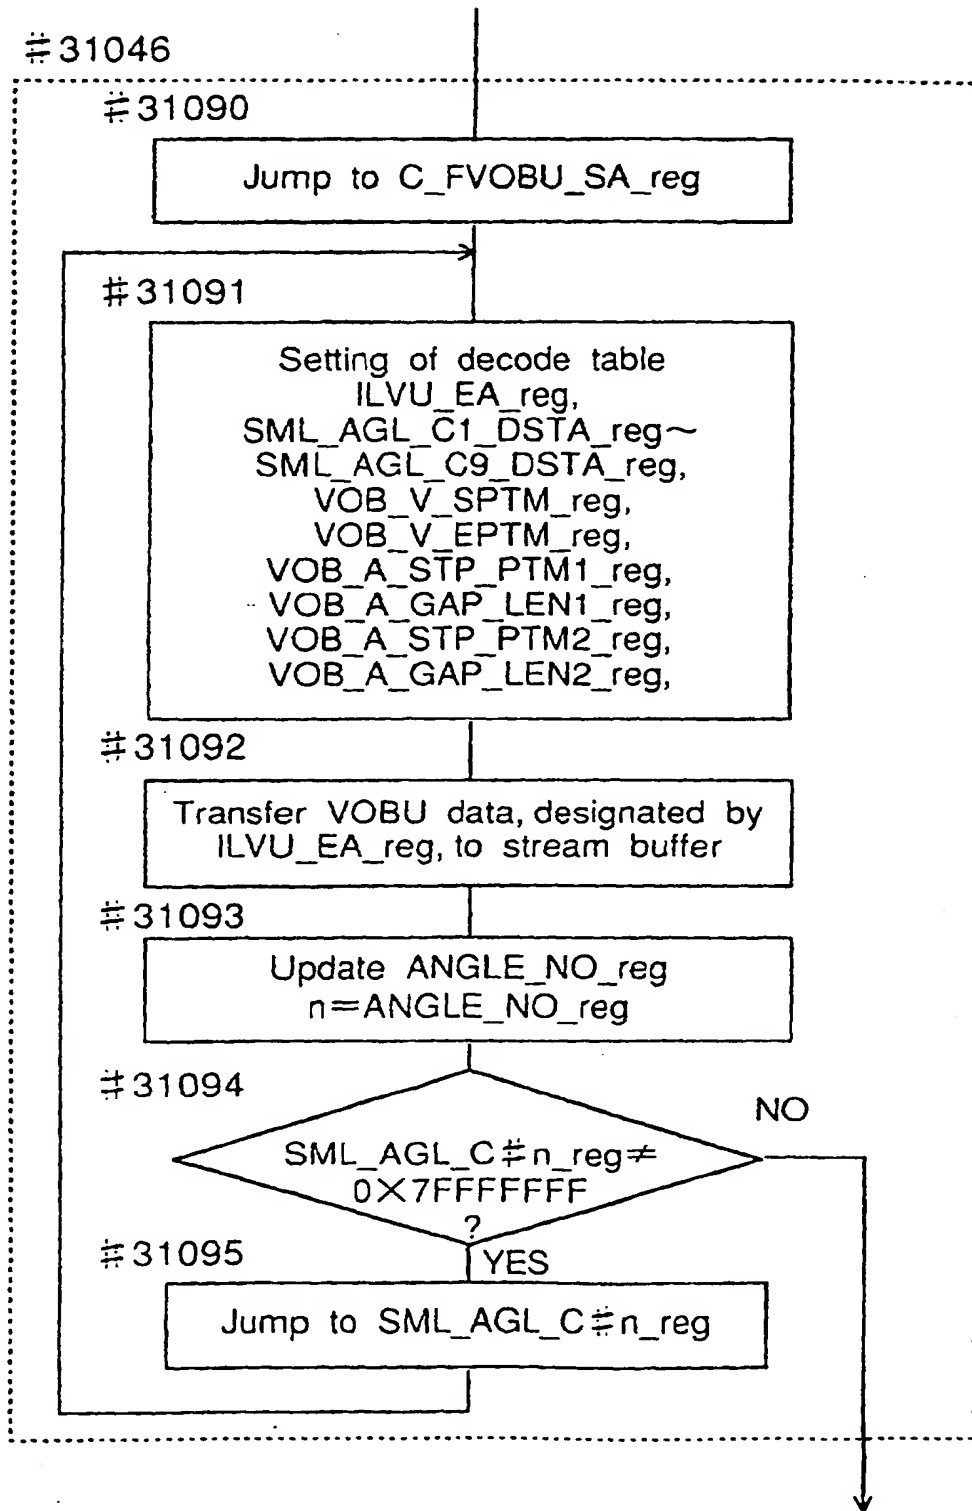 #31046
#31090
Jump to C_FVOBU_SA_reg
#31091
Setting of decode table
ILVU_EA_reg,
SML_AGL_C1_DSTA_reg~
SML_AGL_C9_DSTA_reg,
VOB_V_SPTM_reg,
VOB_V_EPTM_reg,
VOB_A_STP_PTM1_reg,
VOB_A_GAP_LEN1_reg,
VOB_A_STP_PTM2_reg,
VOB_A_GAP_LEN2_reg,
#31092
Transfer VOBU data, designated by
ILVU_EA_reg, to stream buffer
#31093
Update ANGLE_NO_reg
n=ANGLE_NO_reg
#31094
NO
SML_AGL_C#n_reg≠
0X7FFFFFFF
?
#31095
YES
Jump to SML_AGL_C#n_reg